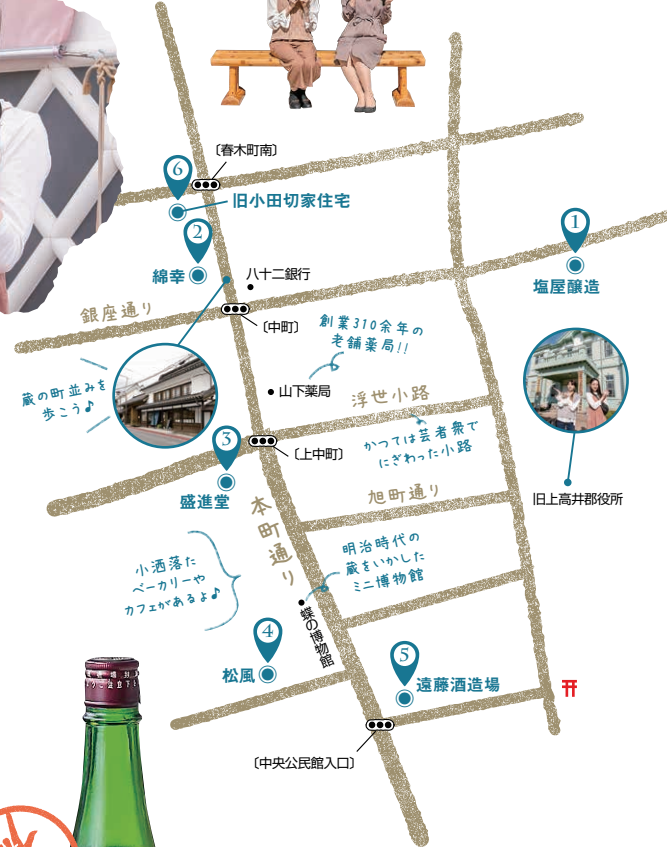 〔春木町南〕
6
旧小田切家住宅
1
塩屋醸造
2
綿幸
八十二銀行
銀座通り
〔中町〕
創業310余年の
老舗薬局!!
蔵の町並みを
歩こう♪
山下薬局
浮世小路
かつては芸者衆で
にぎわった小路
3
盛進堂
〔上中町〕
旧上高井郡役所
本町通り
旭町通り
小洒落た
ベーカリーや
カフェがあるよ♪
明治時代の
蔵をいかした
ミニ博物館
蝶の博物館
4
松風
5
遠藤酒造場
〔中央公民館入口〕